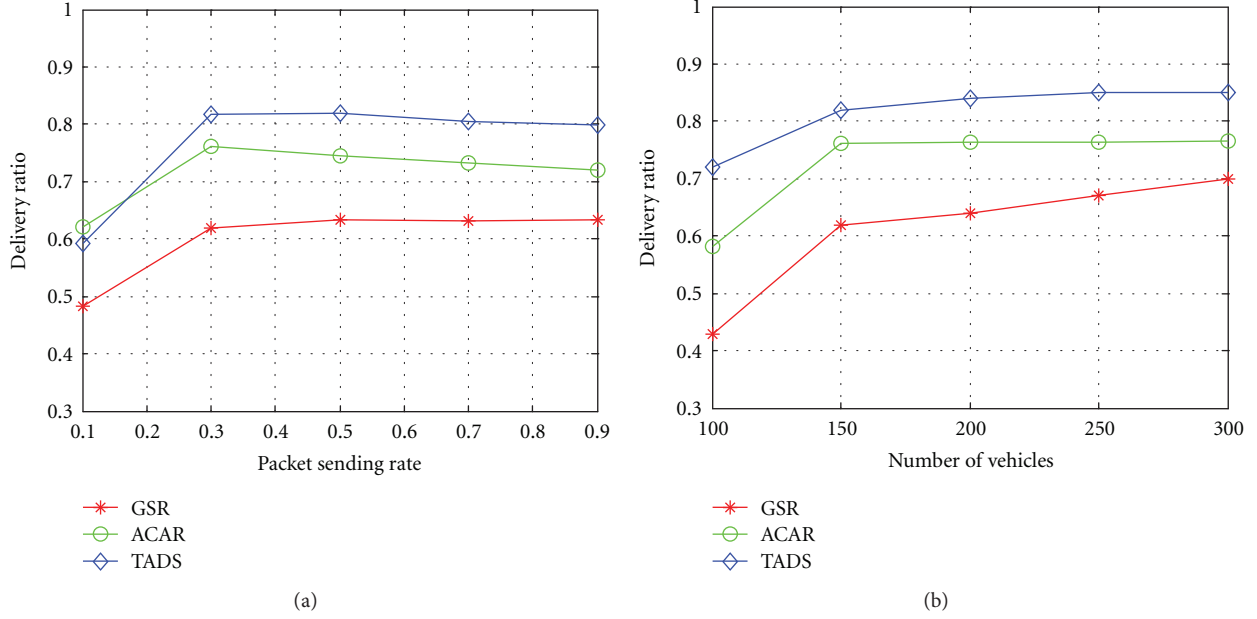 1
0.9
0.8
0.7
0.6
0.5
0.4
0.3
Delivery ratio
0.1 0.2 0.3 0.4 0.5 0.6 0.7 0.8 0.9
Packet sending rate
GSR
ACAR
TADS
(a)
1
0.9
0.8
0.7
0.6
0.5
0.4
0.3
Delivery ratio
100 150 200 250 300
Number of vehicles
GSR
ACAR
TADS
(b)